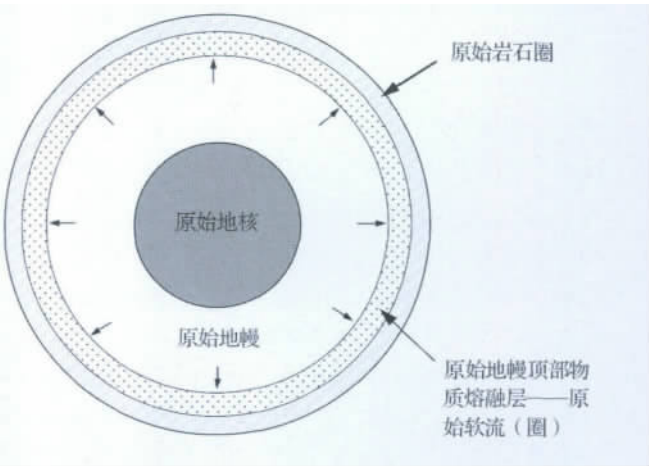 原始岩石圈
原始地核
原始地幔
原始地幔顶部物
质熔融层——原
始软流（圈）